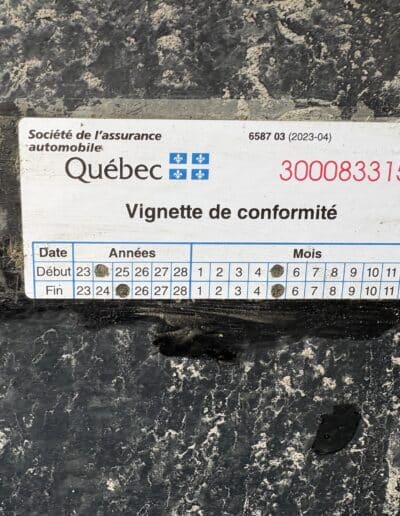 Société de l'assurance
automobile
6587 03 (2023-04)
Québec
300083315
Vignette de conformité
Date Années Mois
Début 23 25 26 27 28 1 2 3 4 6 7 8 9 10 11
Fin 23 24 26 27 28 1 2 3 4 6 7 8 9 10 11